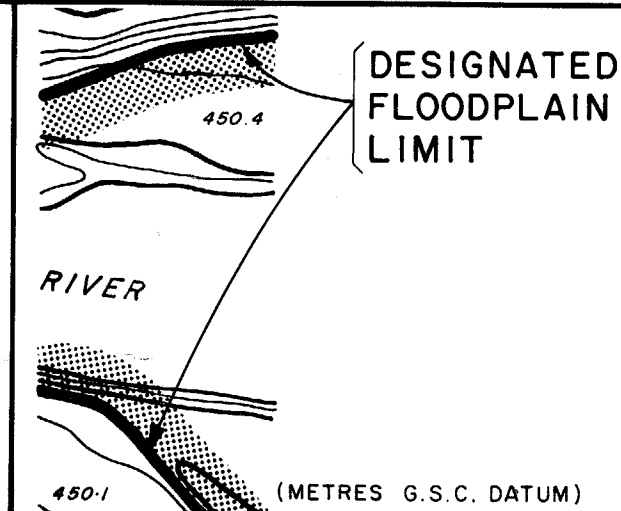 DESIGNATED
FLOODPLAIN
LIMIT
450.4
RIVER
450.1
(METRES G.S.C. DATUM)